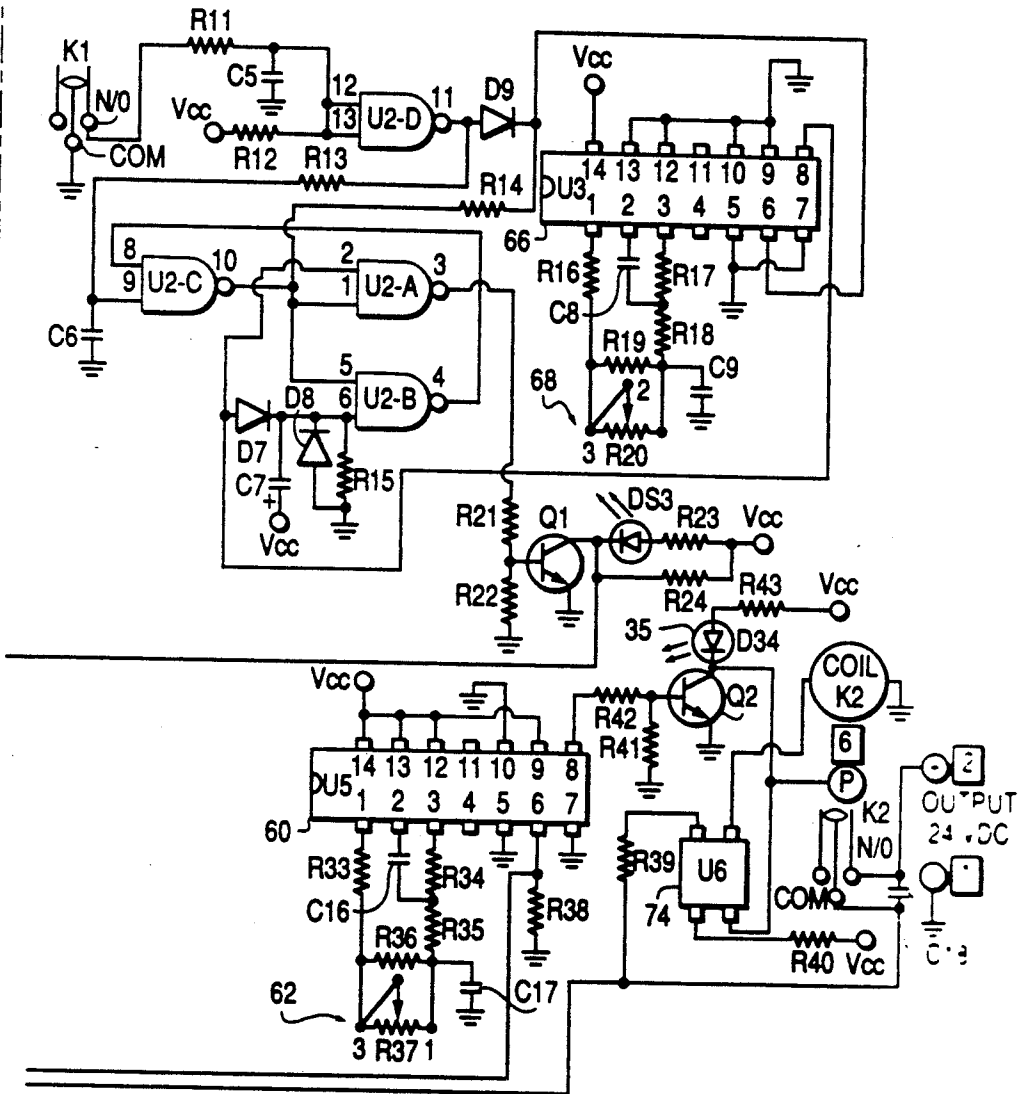 R11
K1
C5
N/0
12
13
U2-D
11
D9
Vcc
R12
COM
R13
R14
Vcc
14 13 12 11 10 9 8
U3
1 2 3 4 5 6 7
66
8
9
U2-C
10
2
1
U2-A
3
C6
5
6
U2-B
4
D8
D7
C7
+
Vcc
R15
R16
C8
R17
R18
R19
C9
68
2
3
R20
R21
Q1
DS3
R23
Vcc
R22
R24
R43
Vcc
35
D34
Vcc
R42
Q2
COIL
K2
R41
14 13 12 11 10 9 8
U5
1 2 3 4 5 6 7
60
6
P
- 2
OUTPUT
K2
N/0
R33
C16
R34
R35
R38
R39
U6
74
COM
R40
Vcc
R36
C17
62
3
R37
1